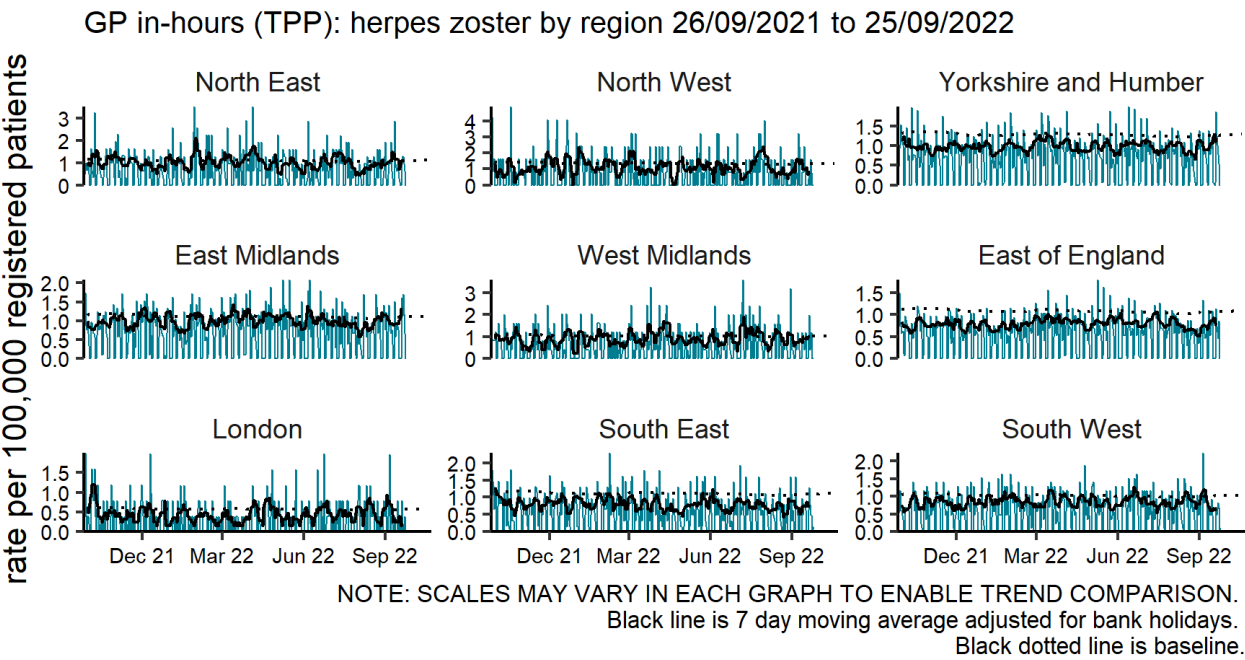 GP in-hours (TPP): herpes zoster by region 26/09/2021 to 25/09/2022
rate per 100,000 registered patients
North East
3
2
1
0
North West
4
3
2
1
0
Yorkshire and Humber
1.5
1.0
0.5
0.0
East Midlands
2.0
1.5
1.0
0.5
0.0
West Midlands
3
2
1
0
East of England
1.5
1.0
0.5
0.0
London
1.5
1.0
0.5
0.0
South East
2.0
1.5
1.0
0.5
0.0
South West
2.0
1.5
1.0
0.5
0.0
Dec 21 Mar 22 Jun 22 Sep 22
Dec 21 Mar 22 Jun 22 Sep 22
Dec 21 Mar 22 Jun 22 Sep 22
NOTE: SCALES MAY VARY IN EACH GRAPH TO ENABLE TREND COMPARISON.
Black line is 7 day moving average adjusted for bank holidays.
Black dotted line is baseline.